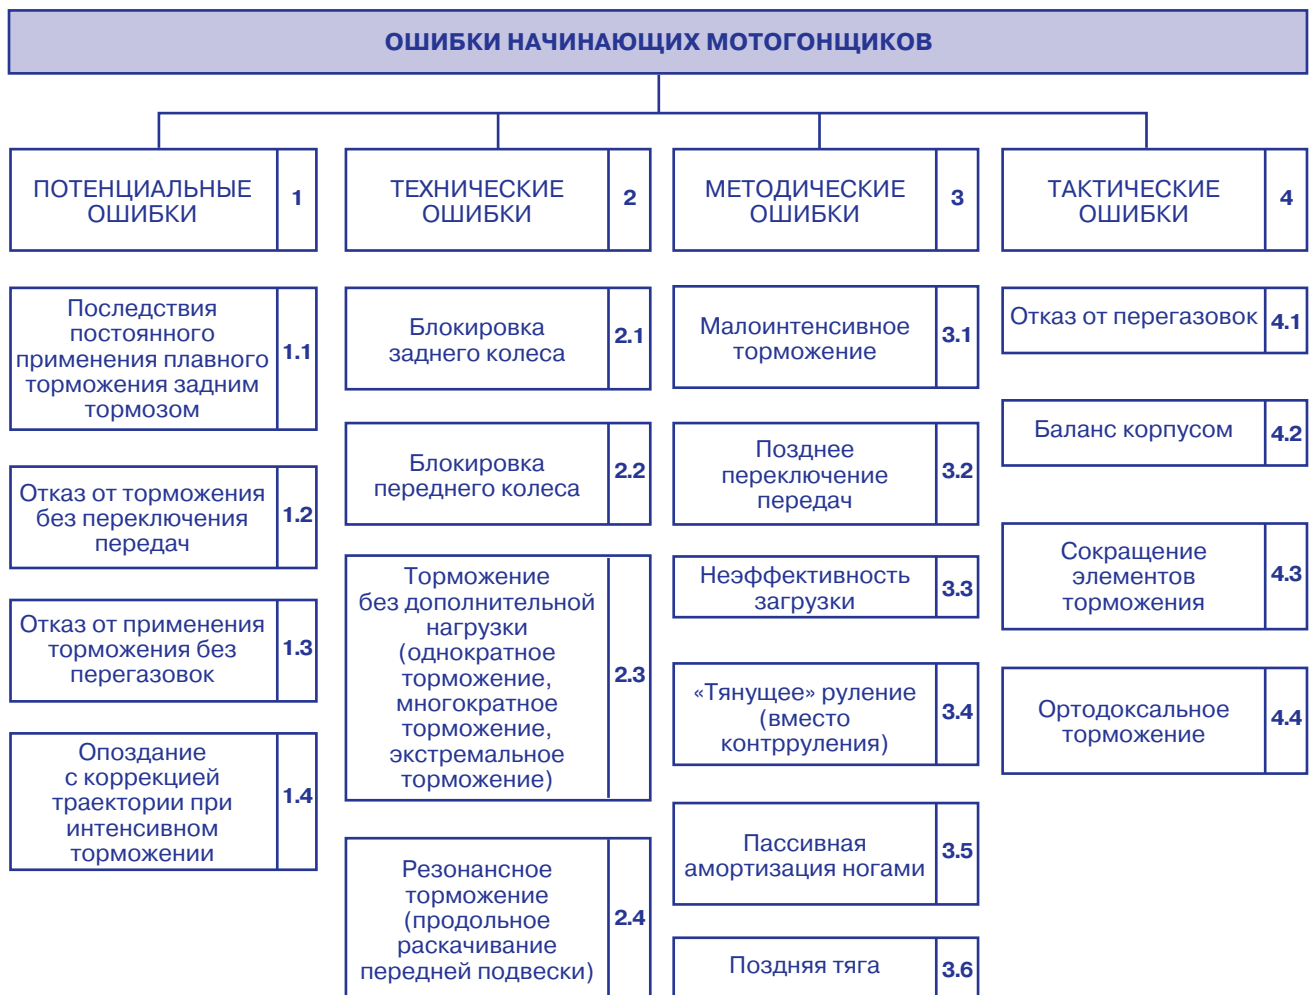 ОШИБКИ НАЧИНАЮЩИХ МОТОГОНЩИКОВ
ПОТЕНЦИАЛЬНЫЕ
ОШИБКИ
1
Последствия
постоянного
применения плавного
торможения задним
тормозом
1.1
Отказ от торможения
без переключения
передач
1.2
Отказ от применения
торможения без
перегазовок
1.3
Опоздание
с коррекцией
траектории при
интенсивном
торможении
1.4
ТЕХНИЧЕСКИЕ
ОШИБКИ
2
Блокировка
заднего колеса
2.1
Блокировка
переднего колеса
2.2
Торможение
без дополнительной
нагрузки
(однократное
торможение,
многократное
торможение,
экстремальное
торможение)
2.3
Резонансное
торможение
(продольное
раскачивание
передней подвески)
2.4
МЕТОДИЧЕСКИЕ
ОШИБКИ
3
Малоинтенсивное
торможение
3.1
Позднее
переключение
передач
3.2
Неэффективность
загрузки
3.3
«Тянущее» руление
(вместо
контрруления)
3.4
Пассивная
амортизация ногами
3.5
Поздняя тяга
3.6
ТАКТИЧЕСКИЕ
ОШИБКИ
4
Отказ от перегазовок
4.1
Баланс корпусом
4.2
Сокращение
элементов
торможения
4.3
Ортодоксальное
торможение
4.4